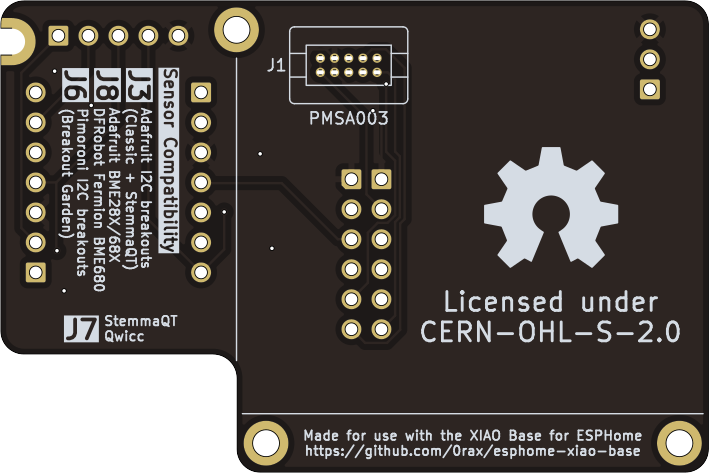 J1
PMSA003
Sensor Compatibility
J3 Adafruit I2C breakouts
(Classic + StemmaQT)
Adafruit BME28X/68X
J8 DFRobot Fermion BME680
J6 Pimoroni I2C breakouts
(Breakout Garden)
J7 StemmaQT
Qwicc
Licensed under
CERN-OHL-S-2.0
Made for use with the XIAO Base for ESPHome
https://github.com/0rax/esphome-xiao-base